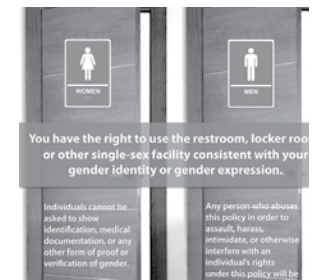 WOMEN
MEN
You have the right to use the restroom, locker roo
or other single-sex facility consistent with your
gender identity or gender expression.
Individuals cannot be
asked to show
identification, medical
documentation, or any
other form of proof or
verification of gender.
Any person who abuses
this policy in order to
assault, harass,
intimidate, or otherwise
interfere with an
individual's rights
under this policy will be